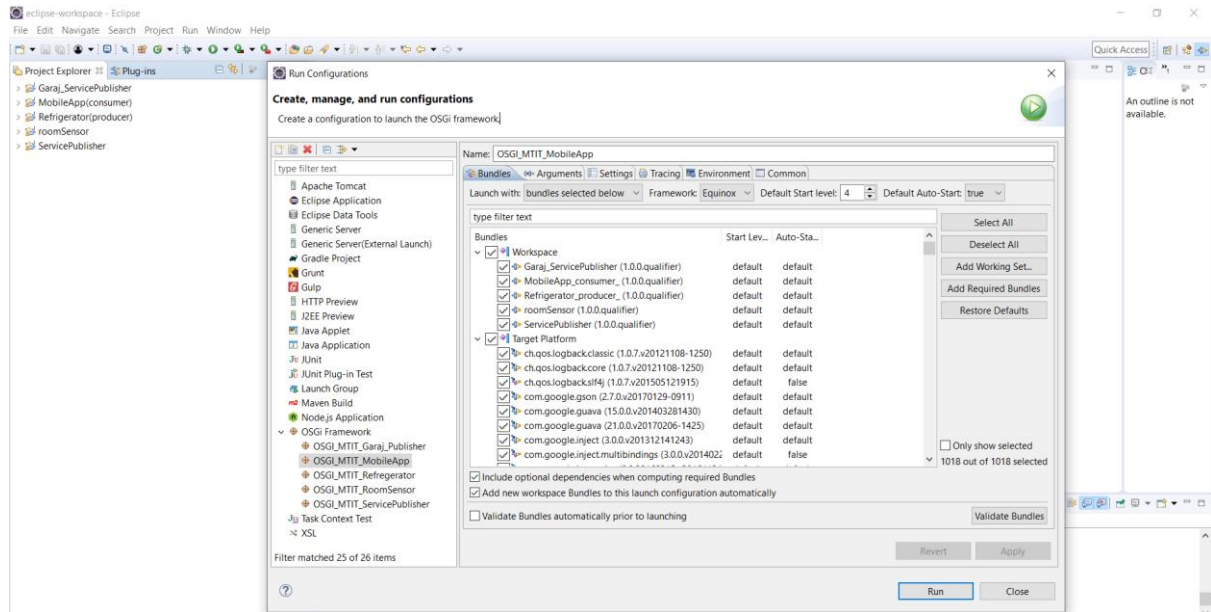 eclipse-workspace - Eclipse
File Edit Navigate Search Project Run Window Help
Quick Access
Project Explorer Plug-ins
Garaj_ServicePublisher
MobileApp(consumer)
Refrigerator(producer)
roomSensor
ServicePublisher
Run Configurations
Create, manage, and run configurations
Create a configuration to launch the OSGi framework.
type filter text
Apache Tomcat
Eclipse Application
Eclipse Data Tools
Generic Server
Generic Server(External Launch)
Gradle Project
Grunt
Gulp
HTTP Preview
J2EE Preview
Java Applet
Java Application
JUnit
JUnit Plug-in Test
Launch Group
Maven Build
Node.js Application
OSGi Framework
OSGI_MTIT_Garaj_Publisher
OSGI_MTIT_MobileApp
OSGI_MTIT_Refregerator
OSGI_MTIT_RoomSensor
OSGI_MTIT_ServicePublisher
Task Context Test
XSL
Filter matched 25 of 26 items
Name: OSGI_MTIT_MobileApp
Bundles Arguments Settings Tracing Environment Common
Launch with: bundles selected below Framework: Equinox Default Start level: 4 Default Auto-Start: true
type filter text
Bundles Start Lev... Auto-Sta...
Workspace
Garaj_ServicePublisher (1.0.0.qualifier) default default
MobileApp_consumer_ (1.0.0.qualifier) default default
Refrigerator_producer_ (1.0.0.qualifier) default default
roomSensor (1.0.0.qualifier) default default
ServicePublisher (1.0.0.qualifier) default default
Target Platform
ch.qos.logback.classic (1.0.7.v20121108-1250) default default
ch.qos.logback.core (1.0.7.v20121108-1250) default default
ch.qos.logback.slf4j (1.0.7.v201505121915) default false
com.google.gson (2.7.0.v20170129-0911) default default
com.google.guava (15.0.0.v201403281430) default default
com.google.guava (21.0.0.v20170206-1425) default default
com.google.inject (3.0.0.v201312141243) default default
com.google.inject.multibindings (3.0.0.v2014022 default false
Select All
Deselect All
Add Working Set...
Add Required Bundles
Restore Defaults
Only show selected
1018 out of 1018 selected
Include optional dependencies when computing required Bundles
Add new workspace Bundles to this launch configuration automatically
Validate Bundles automatically prior to launching
Validate Bundles
Revert Apply
Run Close
An outline is not
available.